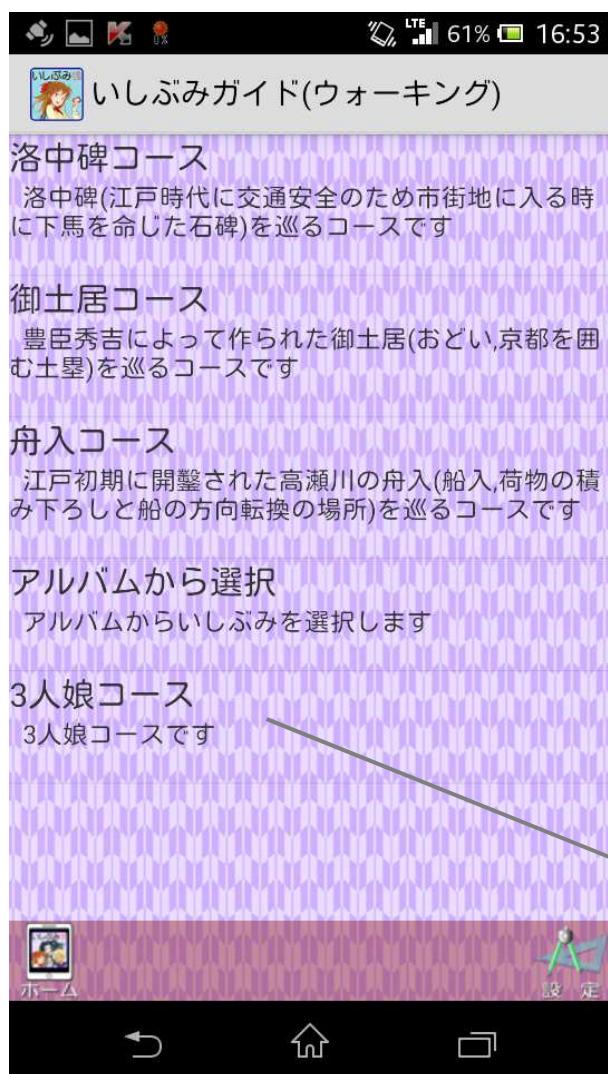 LTE 61% 16:53
いしぶみ
いしぶみガイド(ウォーキング)
洛中碑コース
洛中碑(江戸時代に交通安全のため市街地に入る時
に下馬を命じた石碑)を巡るコースです
御土居コース
豊臣秀吉によって作られた御土居(おどい,京都を囲
む土塁)を巡るコースです
舟入コース
江戸初期に開鑿された高瀬川の舟入(船入,荷物の積
み下ろしと船の方向転換の場所)を巡るコースです
アルバムから選択
アルバムからいしぶみを選択します
3人娘コース
3人娘コースです
ホーム
設定